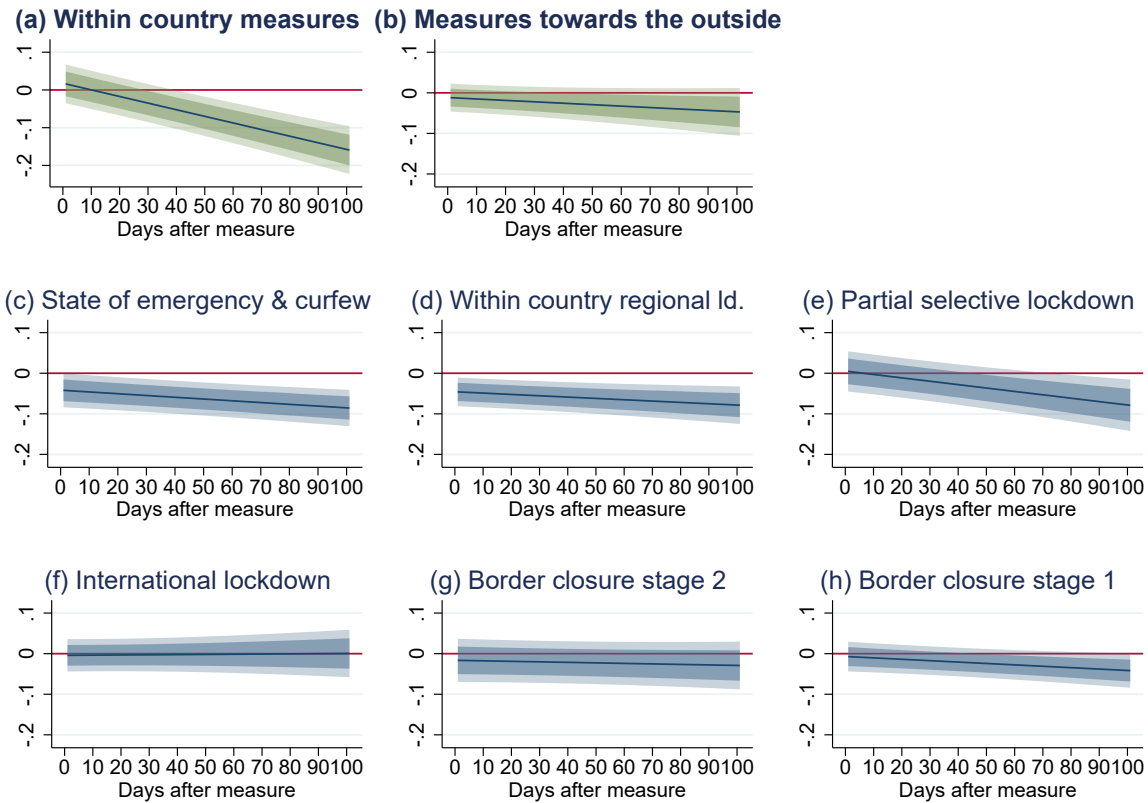 (a) Within country measures
.1
0
-.1
-.2
0 10 20 30 40 50 60 70 80 90100
Days after measure
(b) Measures towards the outside
.1
0
-.1
-.2
0 10 20 30 40 50 60 70 80 90100
Days after measure
(c) State of emergency & curfew
.1
0
-.1
-.2
0 10 20 30 40 50 60 70 80 90100
Days after measure
(d) Within country regional ld.
.1
0
-.1
-.2
0 10 20 30 40 50 60 70 80 90100
Days after measure
(e) Partial selective lockdown
.1
0
-.1
-.2
0 10 20 30 40 50 60 70 80 90100
Days after measure
(f) International lockdown
.1
0
-.1
-.2
0 10 20 30 40 50 60 70 80 90100
Days after measure
(g) Border closure stage 2
.1
0
-.1
-.2
0 10 20 30 40 50 60 70 80 90100
Days after measure
(h) Border closure stage 1
.1
0
-.1
-.2
0 10 20 30 40 50 60 70 80 90100
Days after measure